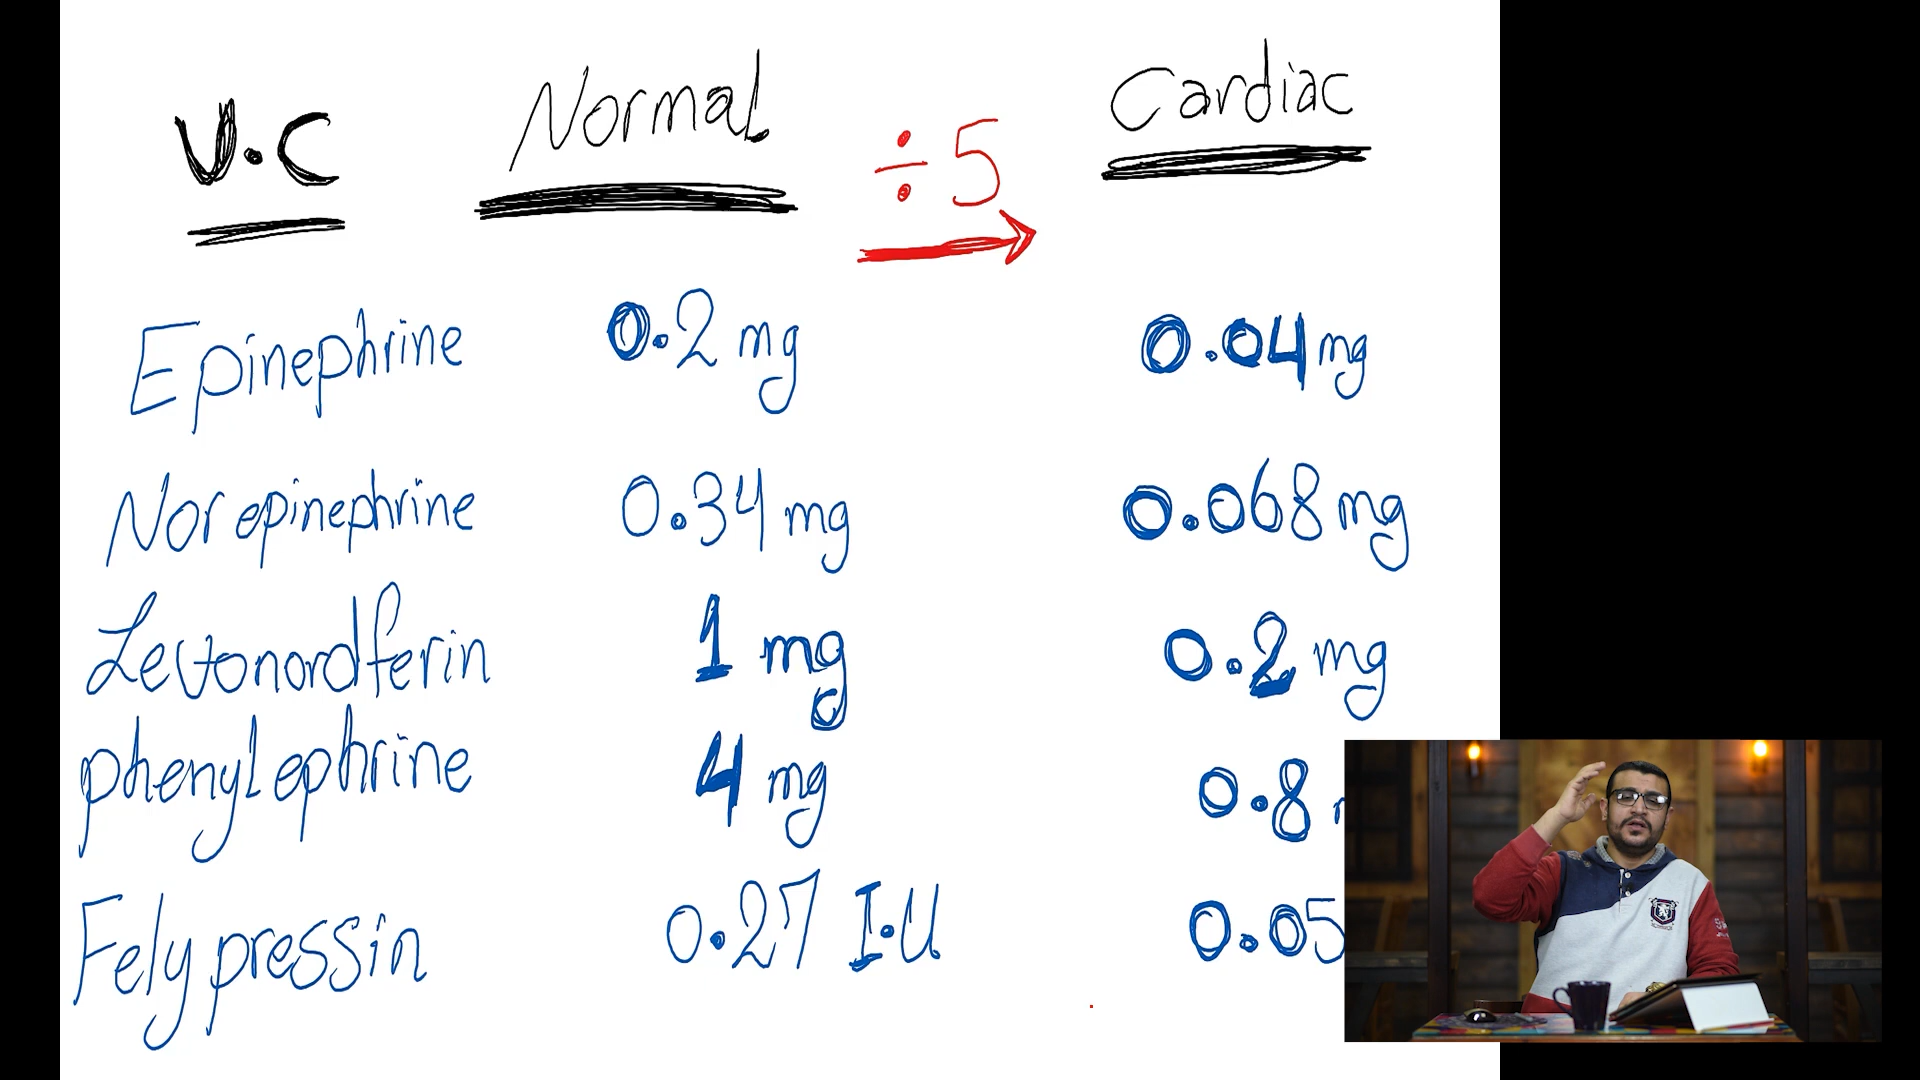 V.C Normal ÷5 Cardiac
Epinephrine 0.2 mg 0.04 mg
Norepinephrine 0.34 mg 0.068 mg
Levonordferin 1 mg 0.2 mg
phenylephrine 4 mg 0.8
Felypressin 0.27 I.U 0.05